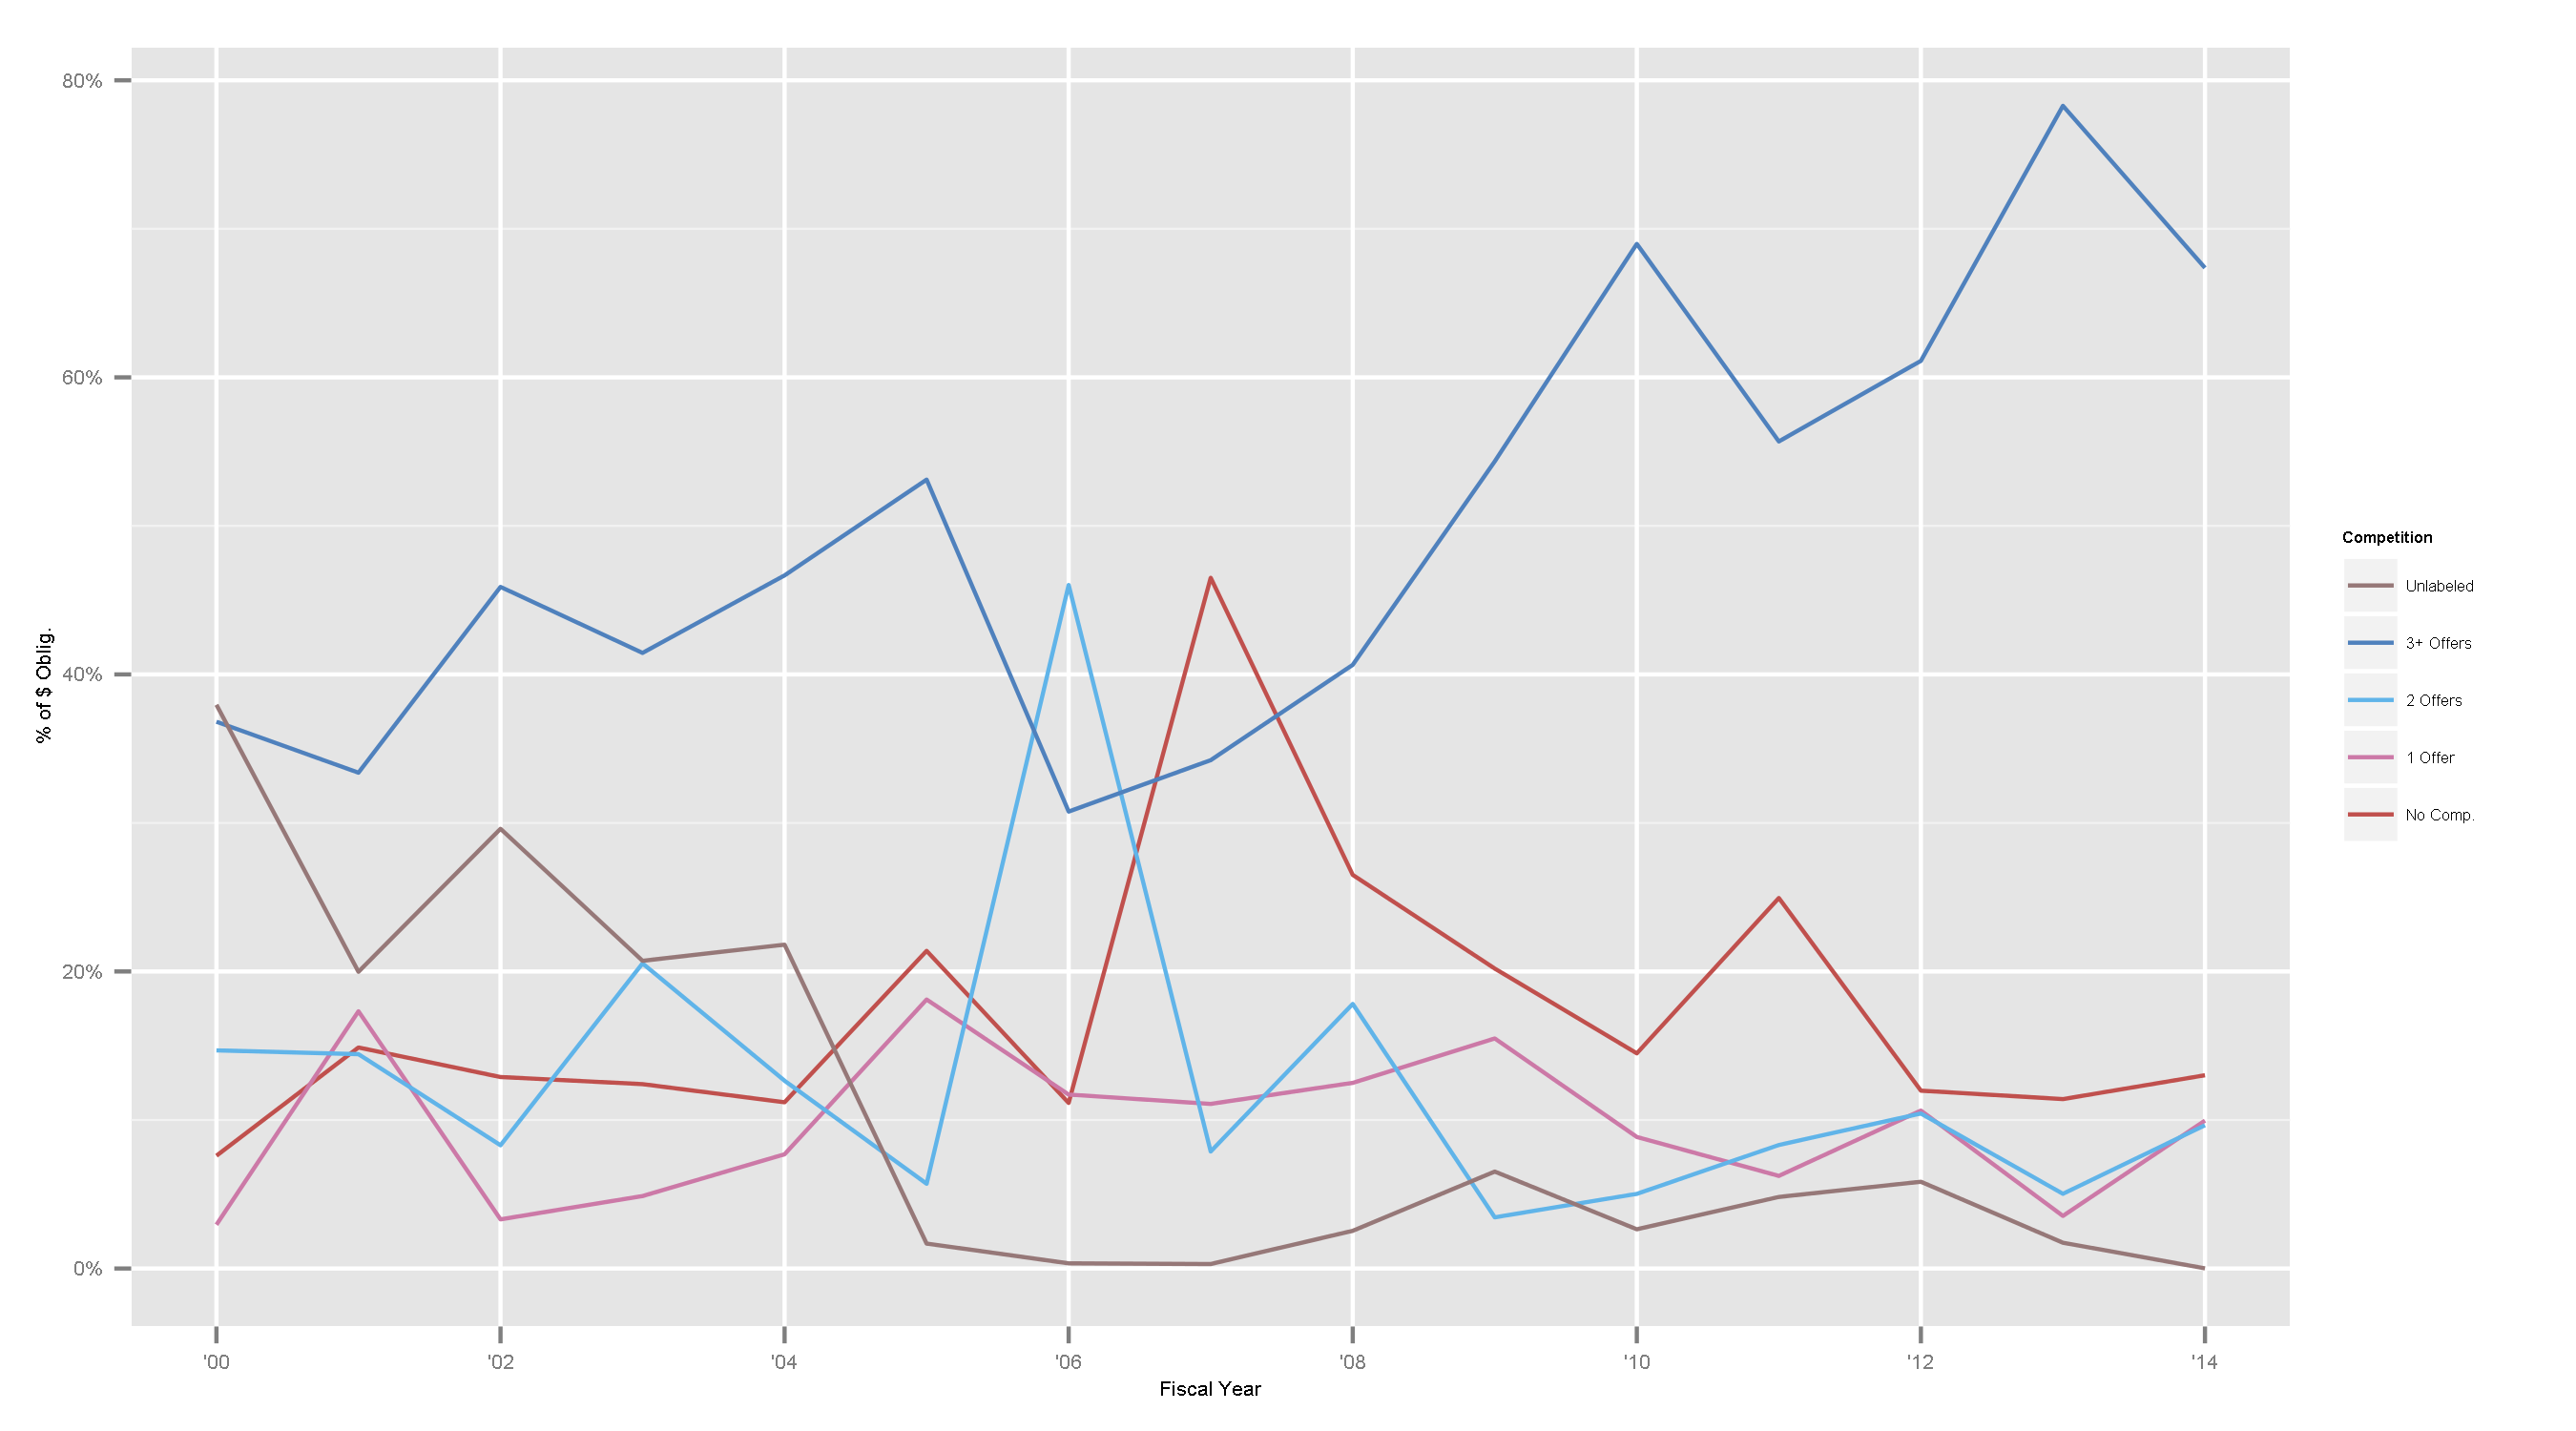 80%
60%
40%
20%
0%
% of $ Oblig.
'00 '02 '04 '06 '08 '10 '12 '14
Fiscal Year
Competition
Unlabeled
3+ Offers
2 Offers
1 Offer
No Comp.